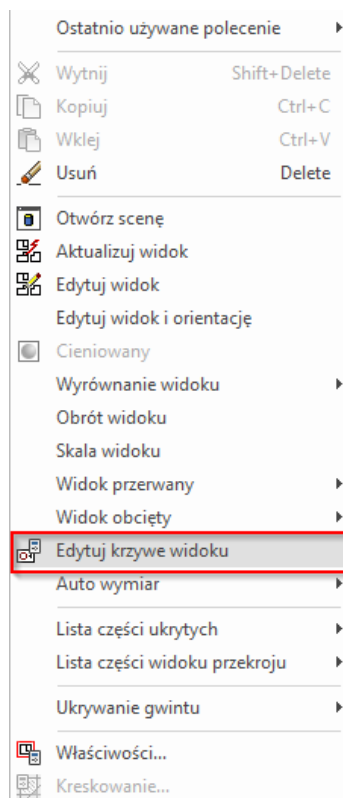 Ostatnio używane polecenie
Wytnij Shift+Delete
Kopiuj Ctrl+C
Wklej Ctrl+V
Usuń Delete
Otwórz scenę
Aktualizuj widok
Edytuj widok
Edytuj widok i orientację
Cieniowany
Wyrównanie widoku
Obrót widoku
Skala widoku
Widok przerwany
Widok obcięty
Edytuj krzywe widoku
Auto wymiar
Lista części ukrytych
Lista części widoku przekroju
Ukrywanie gwintu
Właściwości...
Kreskowanie...